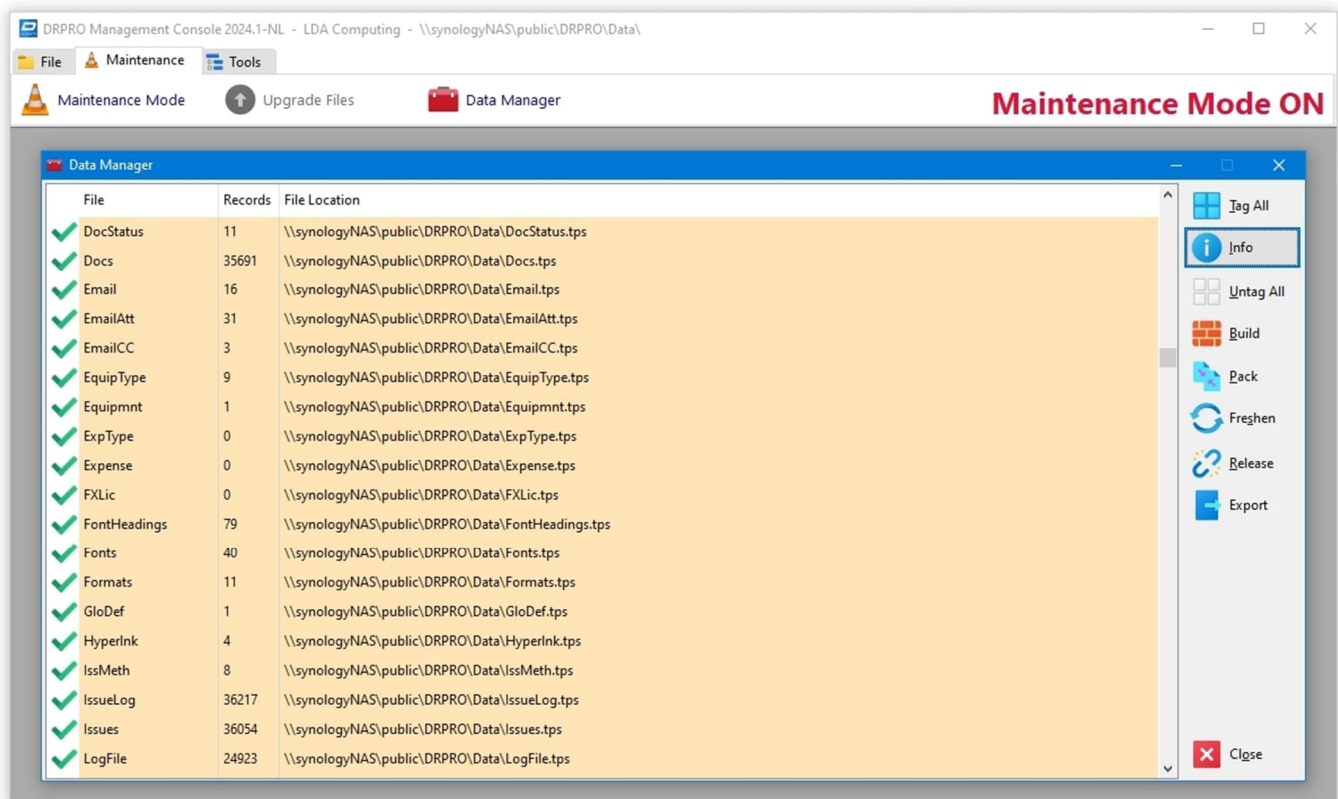 DRPRO Management Console 2024.1-NL - LDA Computing - \\synologyNAS\public\DRPRO\Data\
File Maintenance Tools
Maintenance Mode Upgrade Files Data Manager Maintenance Mode ON
Data Manager
File Records File Location
DocStatus 11 \\synologyNAS\public\DRPRO\Data\DocStatus.tps
Docs 35691 \\synologyNAS\public\DRPRO\Data\Docs.tps
Email 16 \\synologyNAS\public\DRPRO\Data\Email.tps
EmailAtt 31 \\synologyNAS\public\DRPRO\Data\EmailAtt.tps
EmailCC 3 \\synologyNAS\public\DRPRO\Data\EmailCC.tps
EquipType 9 \\synologyNAS\public\DRPRO\Data\EquipType.tps
Equipmnt 1 \\synologyNAS\public\DRPRO\Data\Equipmnt.tps
ExpType 0 \\synologyNAS\public\DRPRO\Data\ExpType.tps
Expense 0 \\synologyNAS\public\DRPRO\Data\Expense.tps
FXLic 0 \\synologyNAS\public\DRPRO\Data\FXLic.tps
FontHeadings 79 \\synologyNAS\public\DRPRO\Data\FontHeadings.tps
Fonts 40 \\synologyNAS\public\DRPRO\Data\Fonts.tps
Formats 11 \\synologyNAS\public\DRPRO\Data\Formats.tps
GloDef 1 \\synologyNAS\public\DRPRO\Data\GloDef.tps
HyperInk 4 \\synologyNAS\public\DRPRO\Data\HyperInk.tps
IssMeth 8 \\synologyNAS\public\DRPRO\Data\IssMeth.tps
IssueLog 36217 \\synologyNAS\public\DRPRO\Data\IssueLog.tps
Issues 36054 \\synologyNAS\public\DRPRO\Data\Issues.tps
LogFile 24923 \\synologyNAS\public\DRPRO\Data\LogFile.tps
Tag All
Info
Untag All
Build
Pack
Freshen
Release
Export
Close